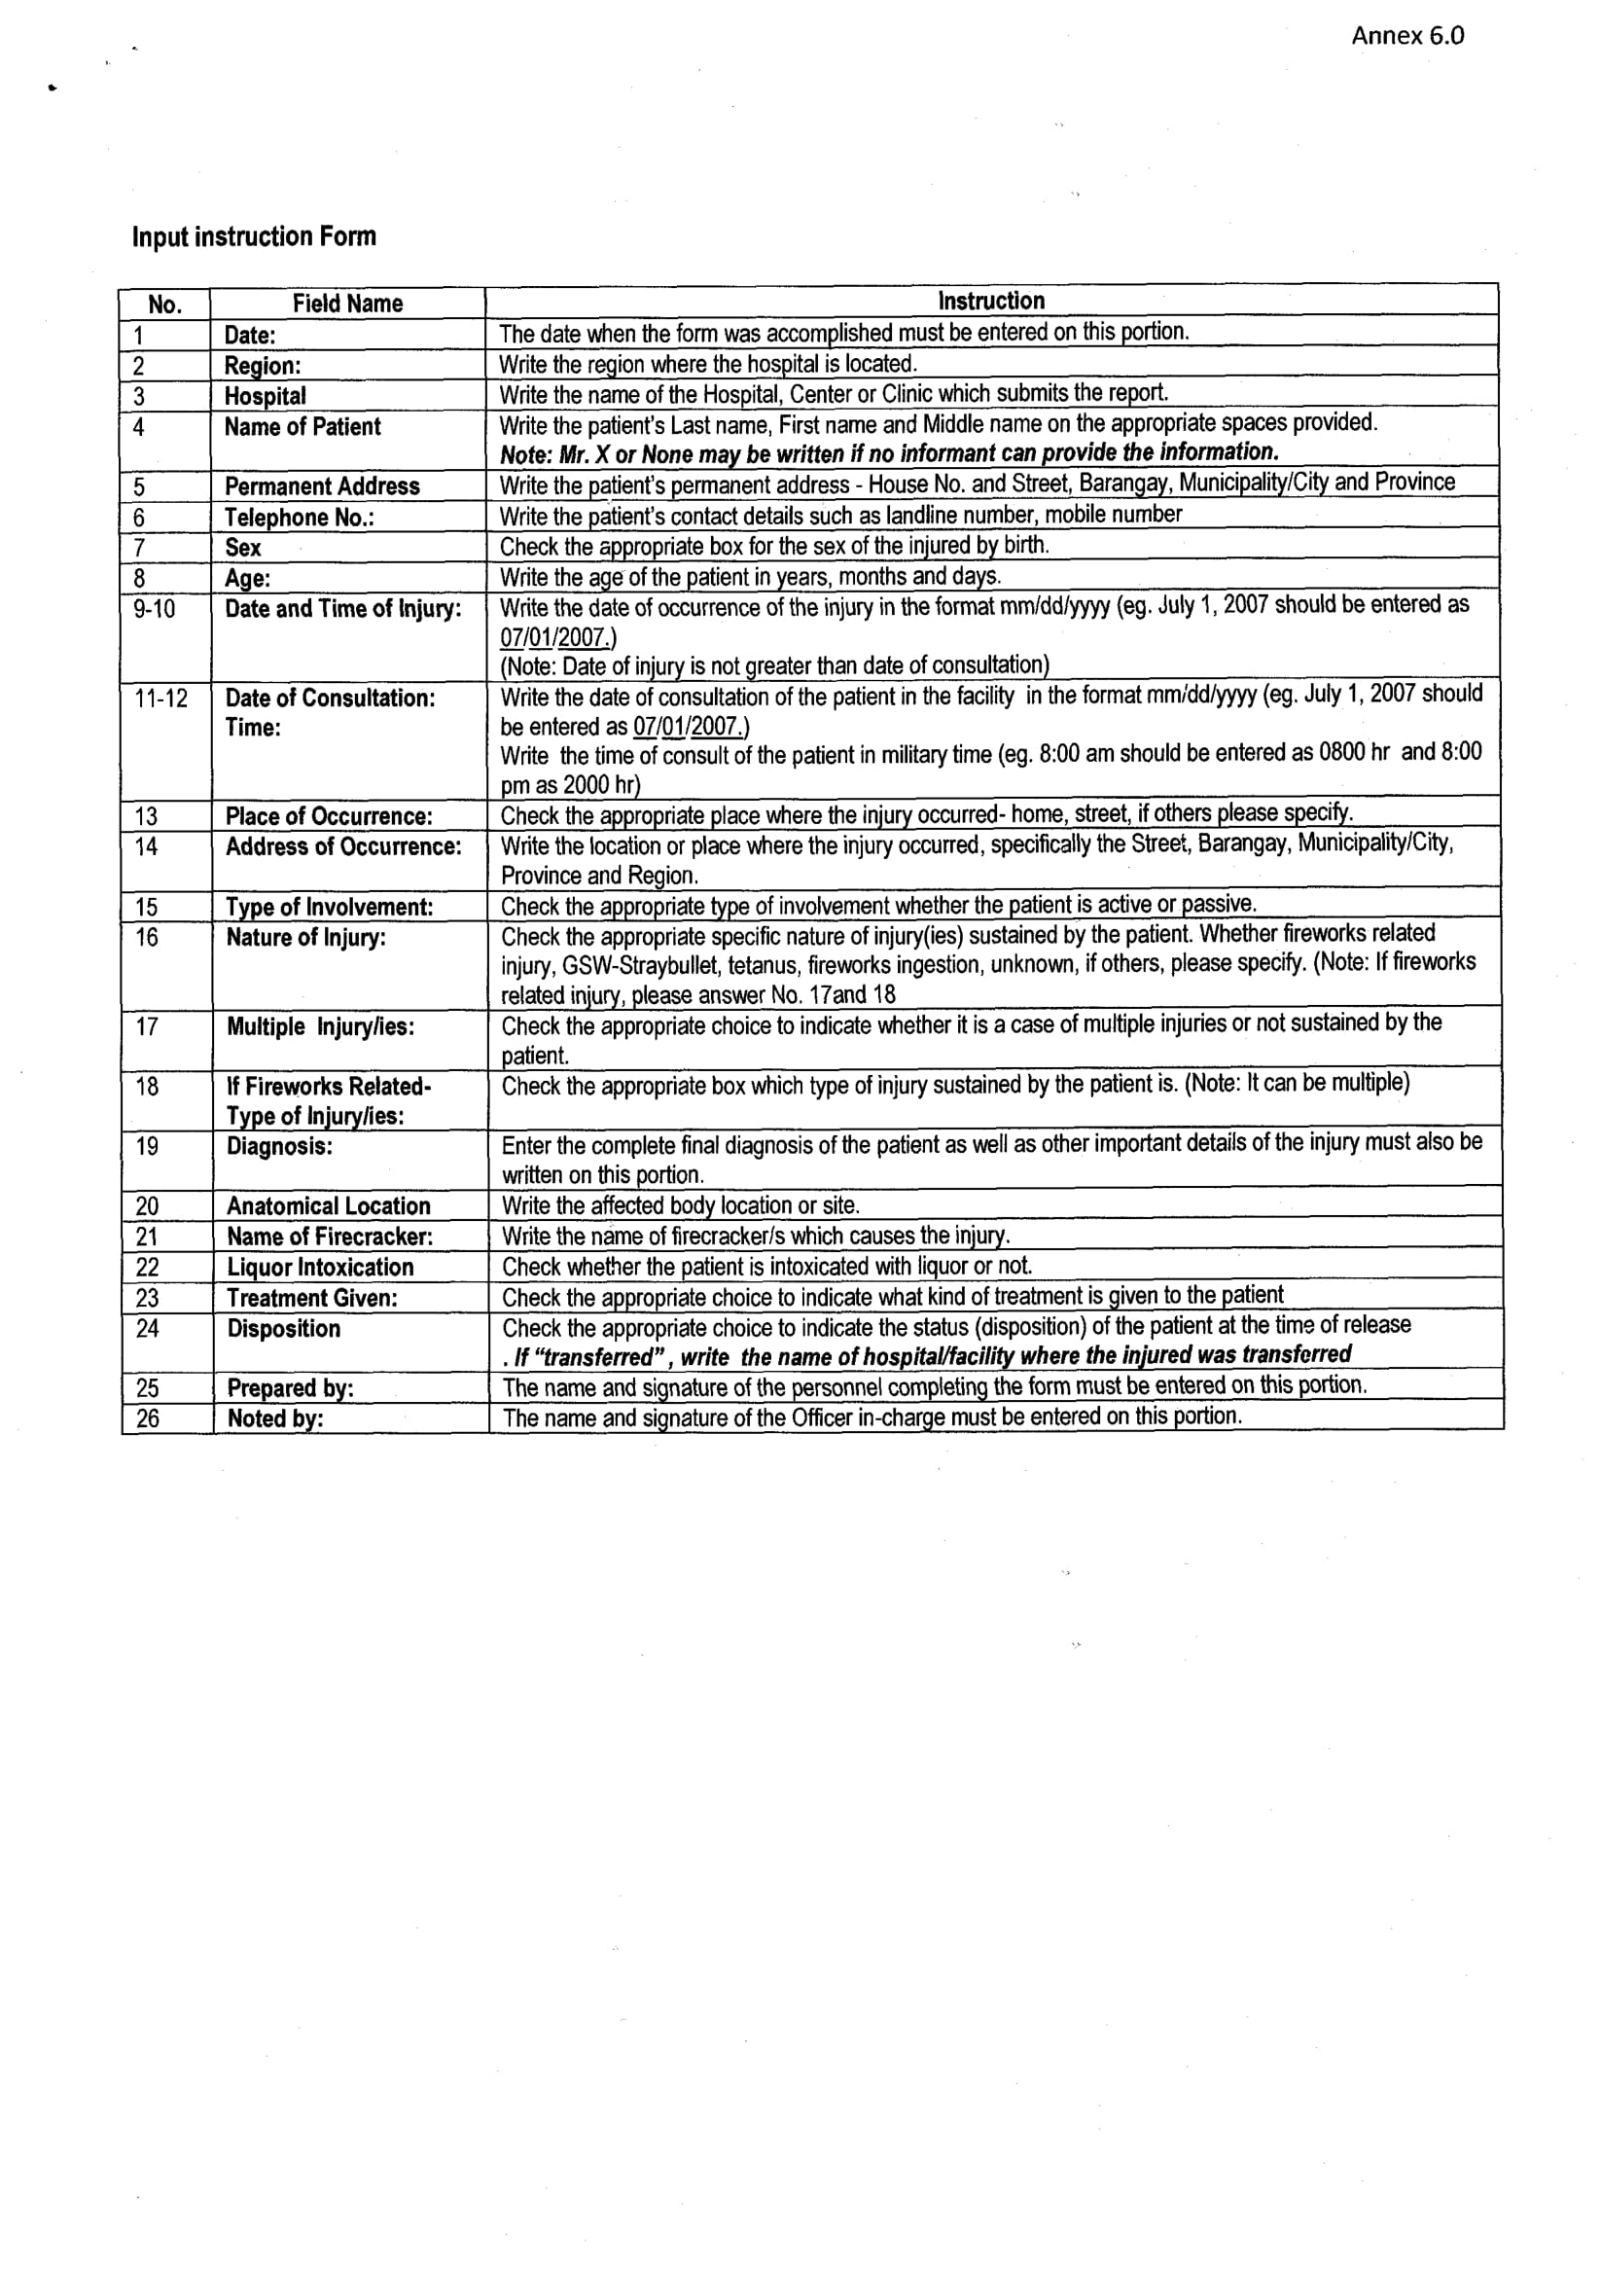 Annex 6.0
Input instruction Form
No. Field Name Instruction
1 Date: The date when the form was accomplished must be entered on this portion.
2 Region: Write the region where the hospital is located.
3 Hospital Write the name of the Hospital, Center or Clinic which submits the report.
4 Name of Patient Write the patient's Last name, First name and Middle name on the appropriate spaces provided.
Note: Mr. X or None may be written if no informant can provide the information.
5 Permanent Address Write the patient's permanent address - House No. and Street, Barangay, Municipality/City and Province
6 Telephone No.: Write the patient's contact details such as landline number, mobile number
7 Sex Check the appropriate box for the sex of the injured by birth.
8 Age: Write the age of the patient in years, months and days.
9-10 Date and Time of Injury: Write the date of occurrence of the injury in the format mm/dd/yyyy (eg. July 1, 2007 should be entered as
07/01/2007.)
(Note: Date of injury is not greater than date of consultation)
11-12 Date of Consultation: Write the date of consultation of the patient in the facility in the format mm/dd/yyyy (eg. July 1, 2007 should
Time: be entered as 07/01/2007.)
Write the time of consult of the patient in military time (eg. 8:00 am should be entered as 0800 hr and 8:00
pm as 2000 hr)
13 Place of Occurrence: Check the appropriate place where the injury occurred- home, street, if others please specify.
14 Address of Occurrence: Write the location or place where the injury occurred, specifically the Street, Barangay, Municipality/City,
Province and Region.
15 Type of Involvement: Check the appropriate type of involvement whether the patient is active or passive.
16 Nature of Injury: Check the appropriate specific nature of injury(ies) sustained by the patient. Whether fireworks related
injury, GSW-Straybullet, tetanus, fireworks ingestion, unknown, if others, please specify. (Note: If fireworks
related injury, please answer No. 17and 18
17 Multiple Injury/ies: Check the appropriate choice to indicate whether it is a case of multiple injuries or not sustained by the
patient.
18 If Fireworks Related- Check the appropriate box which type of injury sustained by the patient is. (Note: It can be multiple)
Type of Injury/ies:
19 Diagnosis: Enter the complete final diagnosis of the patient as well as other important details of the injury must also be
written on this portion.
20 Anatomical Location Write the affected body location or site.
21 Name of Firecracker: Write the name of firecracker/s which causes the injury.
22 Liquor Intoxication Check whether the patient is intoxicated with liquor or not.
23 Treatment Given: Check the appropriate choice to indicate what kind of treatment is given to the patient
24 Disposition Check the appropriate choice to indicate the status (disposition) of the patient at the time of release
. If "transferred", write the name of hospital/facility where the injured was transferred
25 Prepared by: The name and signature of the personnel completing the form must be entered on this portion.
26 Noted by: The name and signature of the Officer in-charge must be entered on this portion.